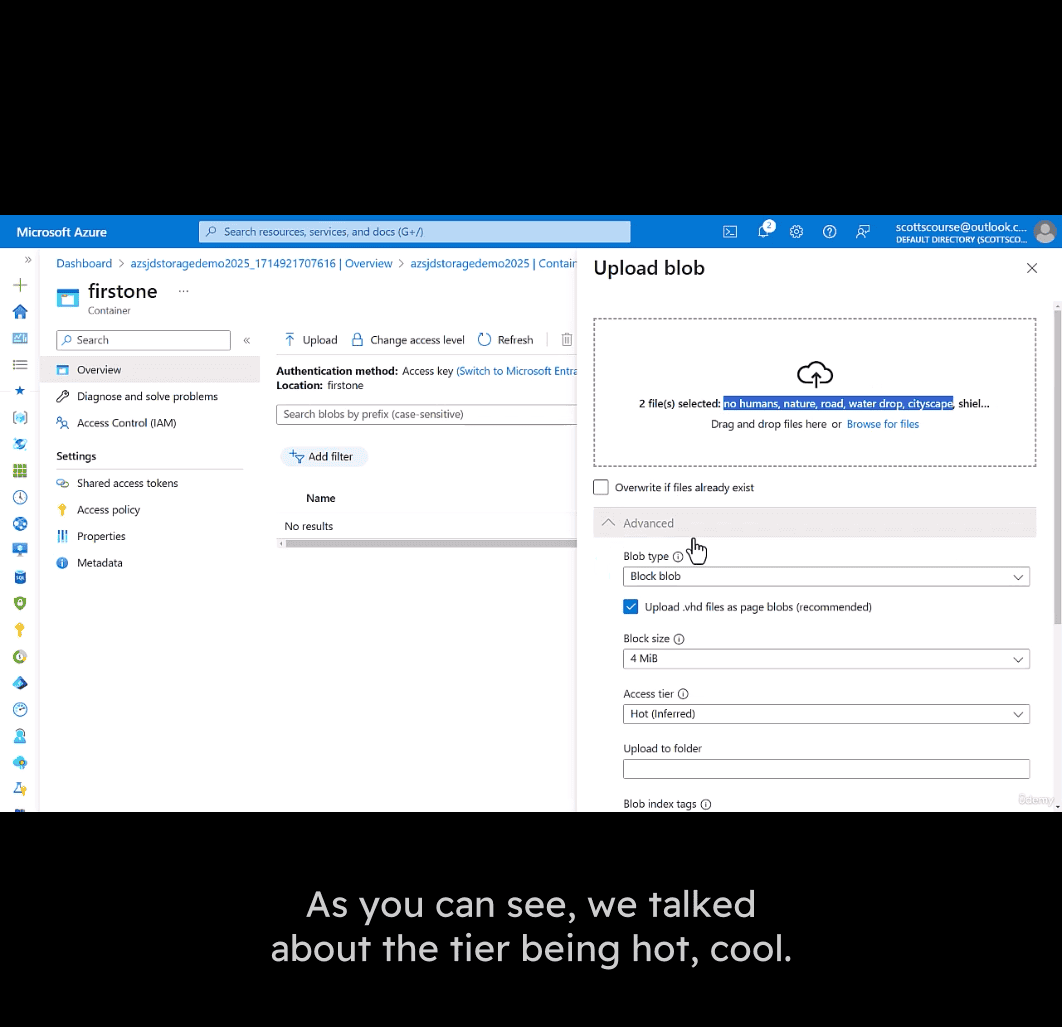 Microsoft Azure
Search resources, services, and docs (G+/)
2
scottscourse@outlook.c...
DEFAULT DIRECTORY (SCOTTSCO...
Dashboard > azsjdstoragedemo2025_1714921707616 | Overview > azsjdstoragedemo2025 | Contain
firstone ...
Container
Search
Overview
Diagnose and solve problems
Access Control (IAM)
Settings
Shared access tokens
Access policy
Properties
Metadata
Upload Change access level Refresh
Authentication method: Access key (Switch to Microsoft Entra
Location: firstone
Search blobs by prefix (case-sensitive)
Add filter
Name
No results
Upload blob
2 file(s) selected: no humans, nature, road, water drop, cityscape, shiel...
Drag and drop files here or Browse for files
Overwrite if files already exist
Advanced
Blob type
Block blob
Upload .vhd files as page blobs (recommended)
Block size
4 MiB
Access tier
Hot (Inferred)
Upload to folder
Blob index tags
ûdemy
As you can see, we talked
about the tier being hot, cool.